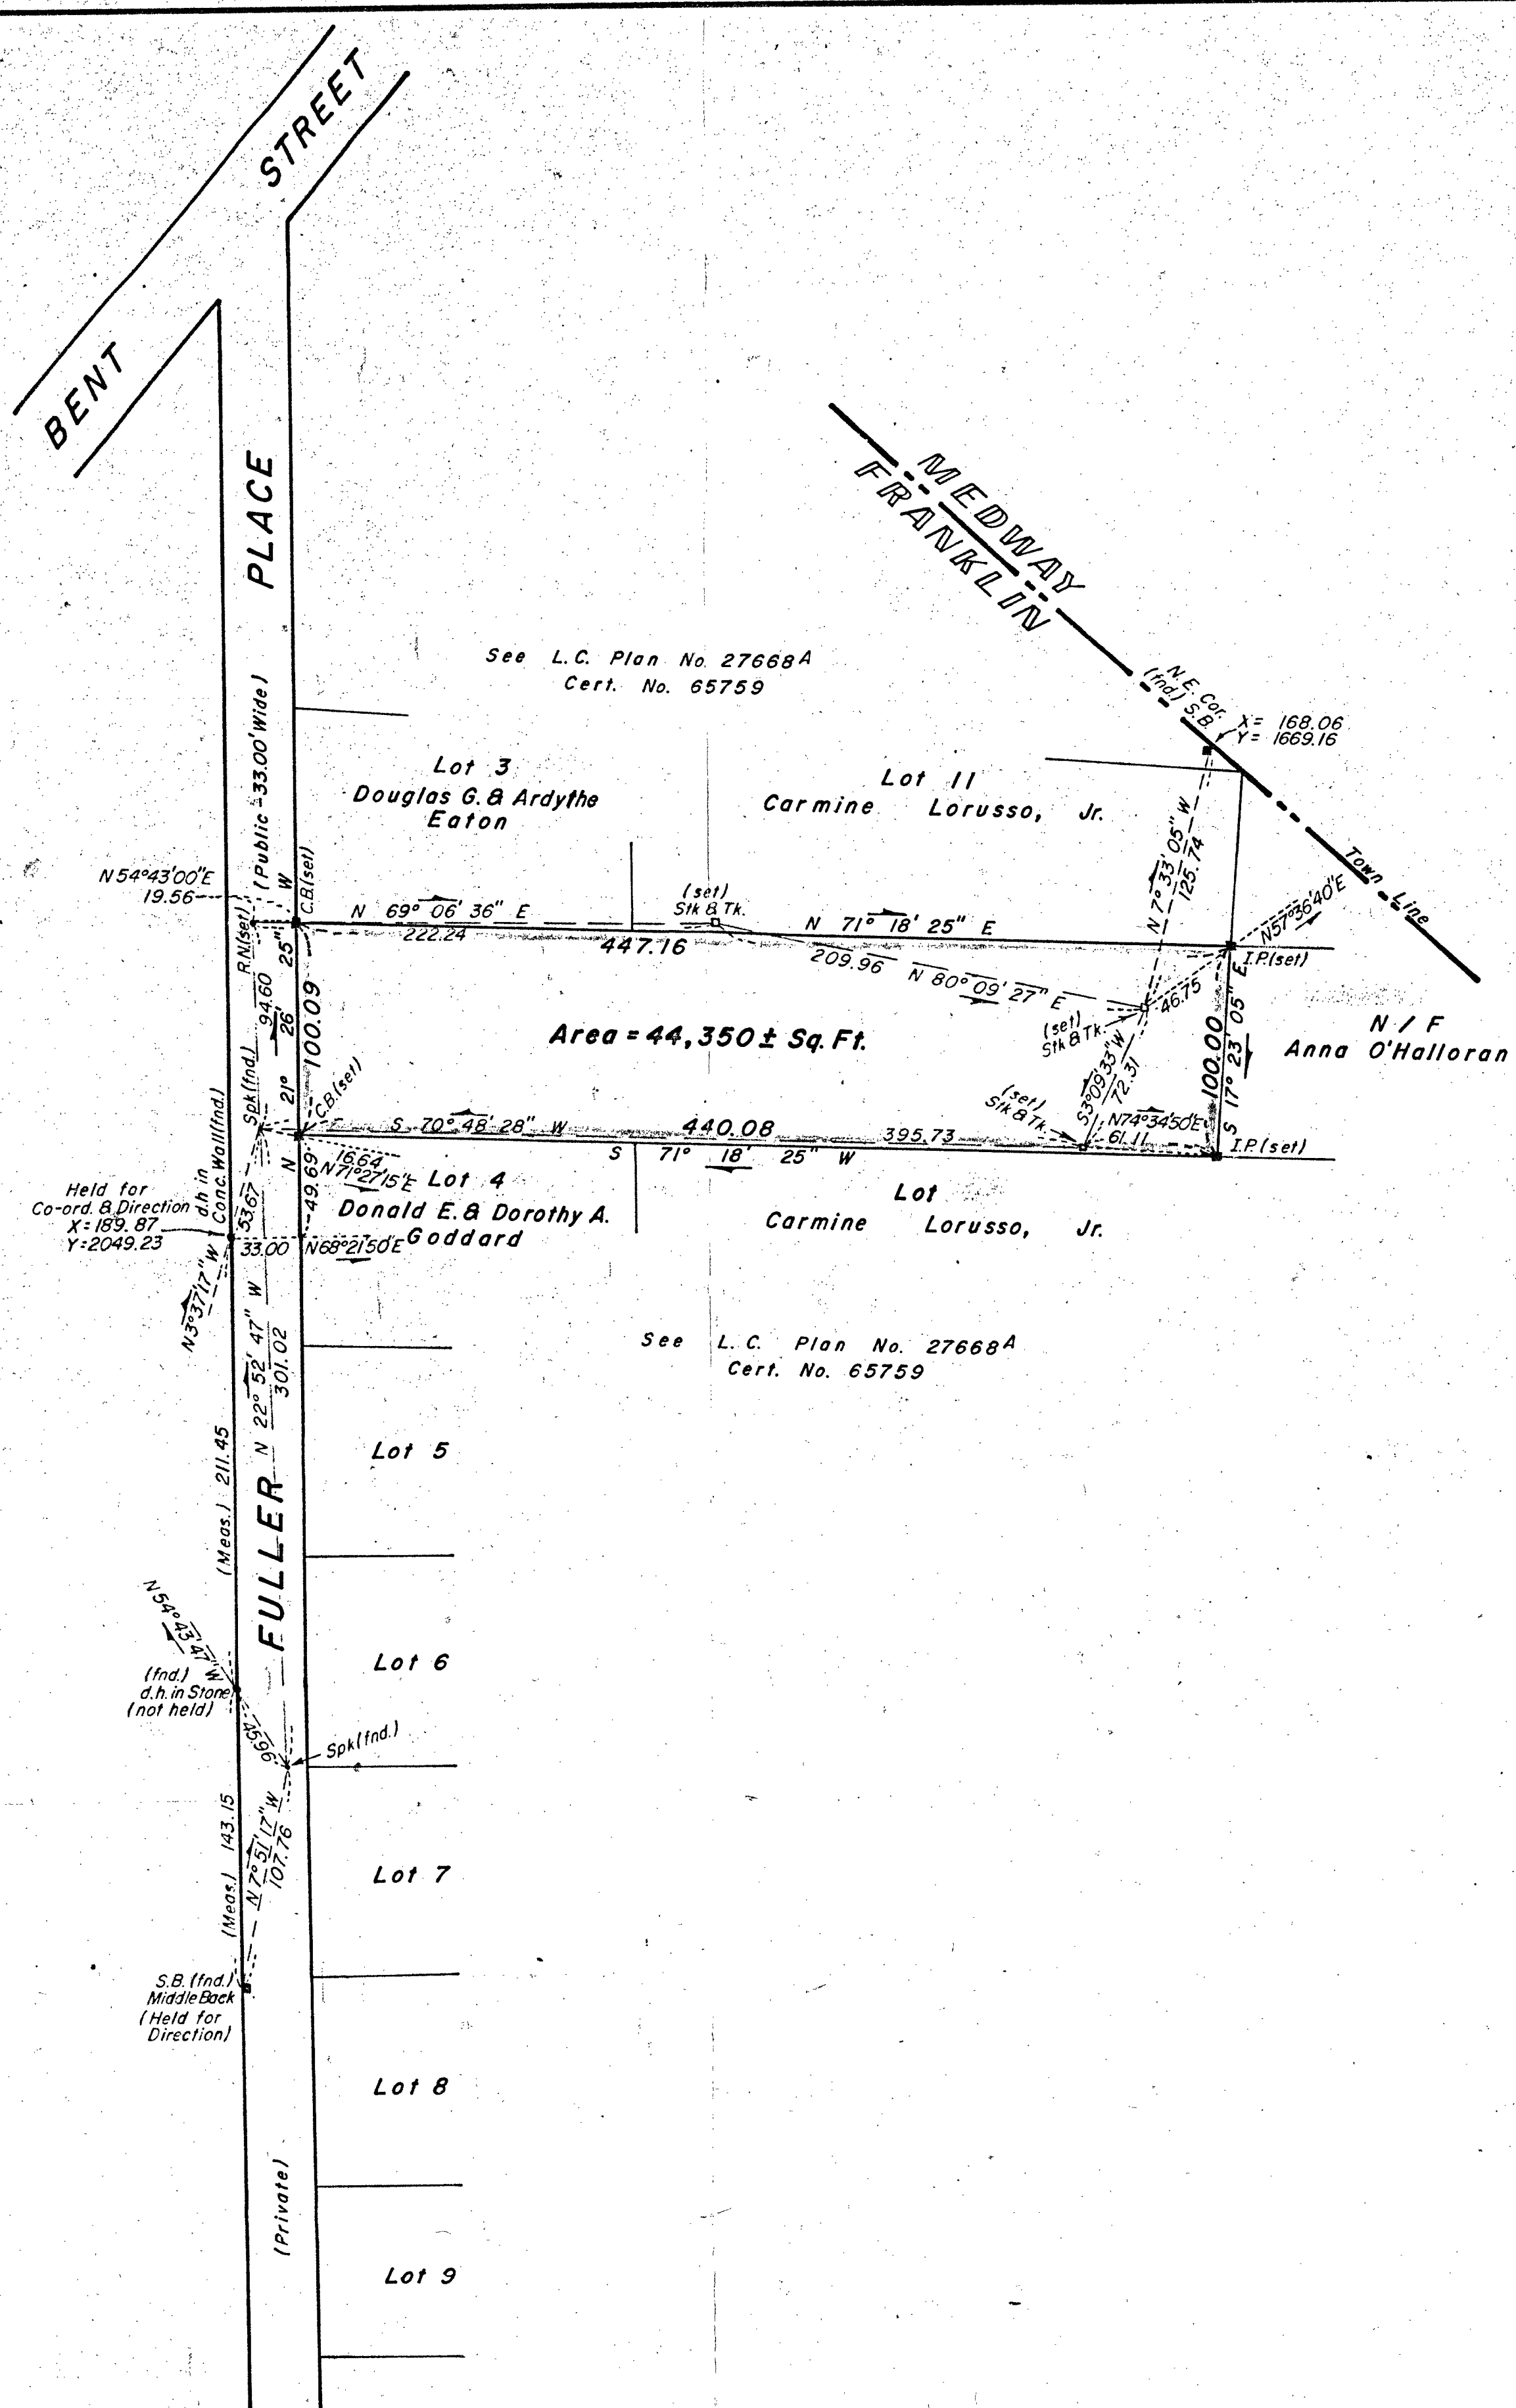 BENT STREET
PLACE
(Public - 33.00' Wide)
MEDWAY
FRANKLIN
Town Line
See L.C. Plan No. 27668A
Cert. No. 65759
N.E. Cor.
(fnd.) S.B.
X= 168.06
Y= 1669.16
Lot 3
Douglas G. & Ardythe
Eaton
Lot 11
Carmine Lorusso, Jr.
N 7° 33' 05" W
125.74
N 54°43'00"E
19.56
C.B.(set)
R.N.(set)
N 69° 06' 36" E
222.24
447.16
(set)
Stk & Tk.
N 71° 18' 25" E
209.96 N 80° 09' 27" E
N57°36'40"E
46.75
I.P.(set)
(set)
Stk & Tk.
N / F
Anna O'Halloran
100.00
S 17° 23' 05" E
Area = 44,350 ± Sq. Ft.
94.60
N 21° 26' 25" W
100.09
Spk(fnd.)
C.B.(set)
S3°09'33"W
72.31
(set)
Stk & Tk.
N74°34'50"E
61.11
I.P.(set)
S 70° 48' 28" W
440.08
395.73
S 71° 18' 25" W
16.64
N71°27'15"E
49.69
Lot 4
Donald E. & Dorothy A.
Goddard
Lot
Carmine Lorusso, Jr.
d.h. in
Conc. Wall(fnd.)
Held for
Co-ord. & Direction
X=189.87
Y=2049.23
53.67
33.00
N68°21'50"E
N3°37'17"W
N 22° 52' 47" W
301.02
See L.C. Plan No. 27668A
Cert. No. 65759
(Meas.) 211.45
FULLER
Lot 5
N 54° 43' 47" W
(fnd.)
d.h. in Stone
(not held)
45.96
Lot 6
Spk(fnd.)
(Meas.) 143.15
N 7° 51' 17" W
107.76
Lot 7
S.B. (fnd.)
Middle Back
(Held for
Direction)
Lot 8
(Private)
Lot 9